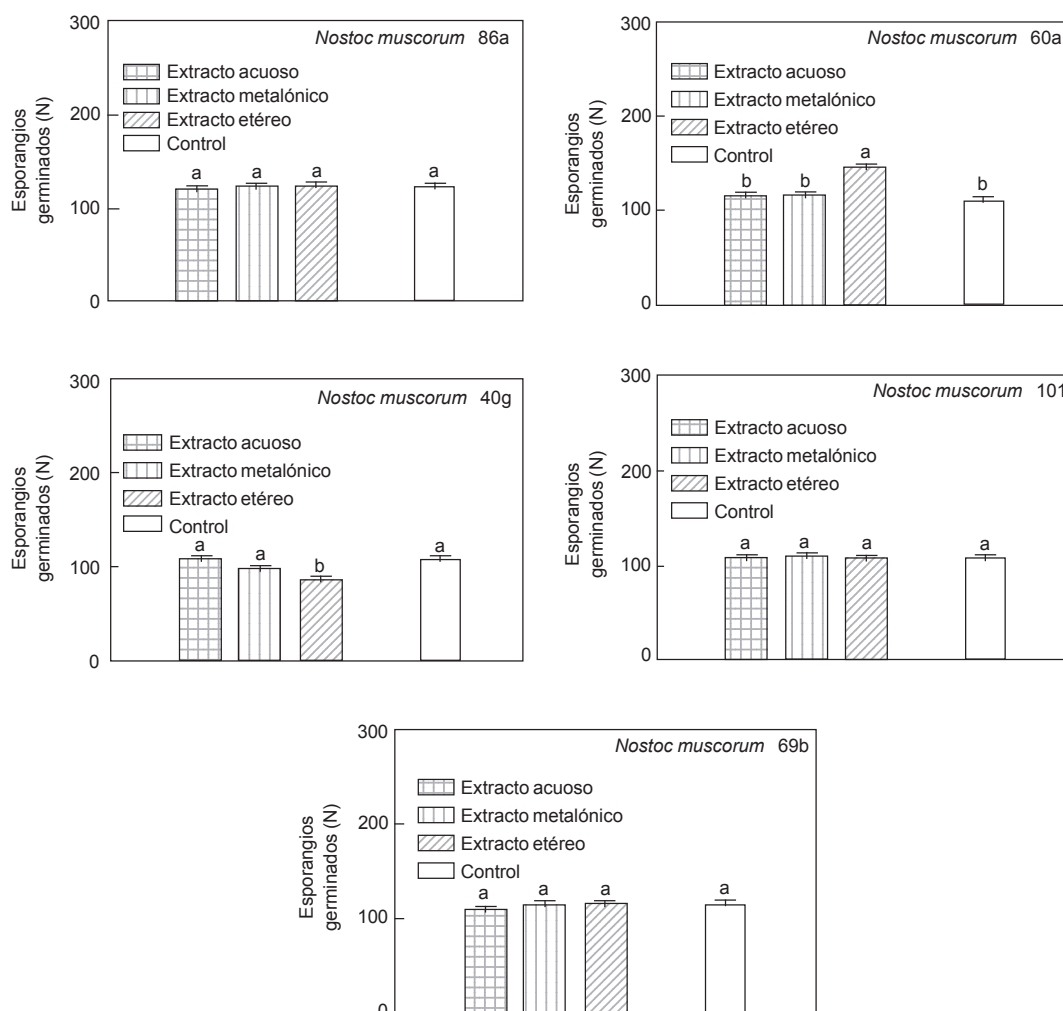 300
Nostoc muscorum 86a
Extracto acuoso
Extracto metalónico
Extracto etéreo
Control
Esporangios
germinados (N)
200
100
0
a a a a
300
Nostoc muscorum 60a
Extracto acuoso
Extracto metalónico
Extracto etéreo
Control
Esporangios
germinados (N)
200
100
0
b b a b
300
Nostoc muscorum 40g
Extracto acuoso
Extracto metalónico
Extracto etéreo
Control
Esporangios
germinados (N)
200
100
0
a a b a
300
Nostoc muscorum 101
Extracto acuoso
Extracto metalónico
Extracto etéreo
Control
Esporangios
germinados (N)
200
100
0
a a a a
300
Nostoc muscorum 69b
Extracto acuoso
Extracto metalónico
Extracto etéreo
Control
Esporangios
germinados (N)
200
100
0
a a a a